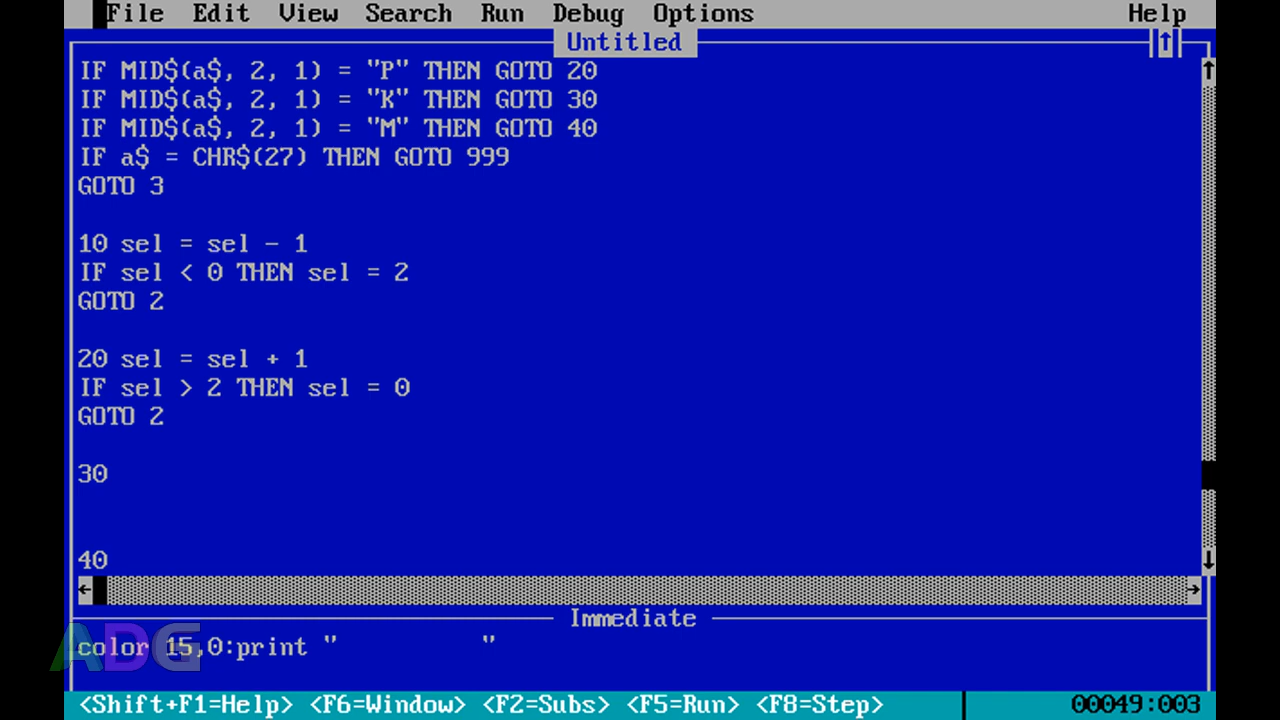 File Edit View Search Run Debug Options Help
Untitled
IF MID$(a$, 2, 1) = "P" THEN GOTO 20
IF MID$(a$, 2, 1) = "K" THEN GOTO 30
IF MID$(a$, 2, 1) = "M" THEN GOTO 40
IF a$ = CHR$(27) THEN GOTO 999
GOTO 3
10 sel = sel - 1
IF sel < 0 THEN sel = 2
GOTO 2
20 sel = sel + 1
IF sel > 2 THEN sel = 0
GOTO 2
30
40
Immediate
color 15,0:print "           "
ADG
<Shift+F1=Help> <F6=Window> <F2=Subs> <F5=Run> <F8=Step> 00049:003